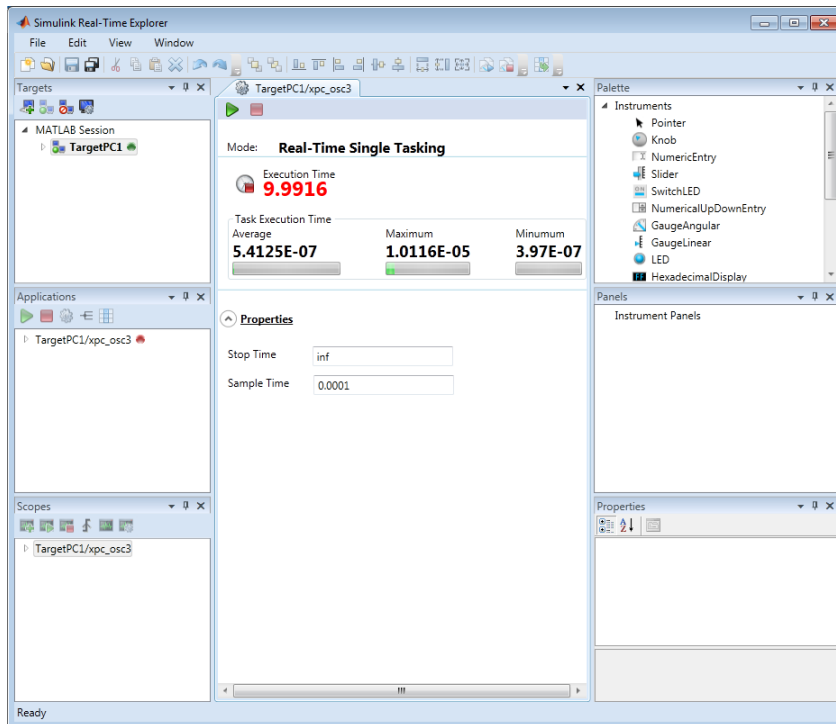 Simulink Real-Time Explorer
File Edit View Window
Targets
MATLAB Session
TargetPC1
Applications
TargetPC1/xpc_osc3
Scopes
TargetPC1/xpc_osc3
TargetPC1/xpc_osc3
Mode: Real-Time Single Tasking
Execution Time
9.9916
Task Execution Time
Average Maximum Minumum
5.4125E-07 1.0116E-05 3.97E-07
Properties
Stop Time inf
Sample Time 0.0001
Palette
Instruments
Pointer
Knob
NumericEntry
Slider
SwitchLED
NumericalUpDownEntry
GaugeAngular
GaugeLinear
LED
HexadecimalDisplay
Panels
Instrument Panels
Properties
Ready